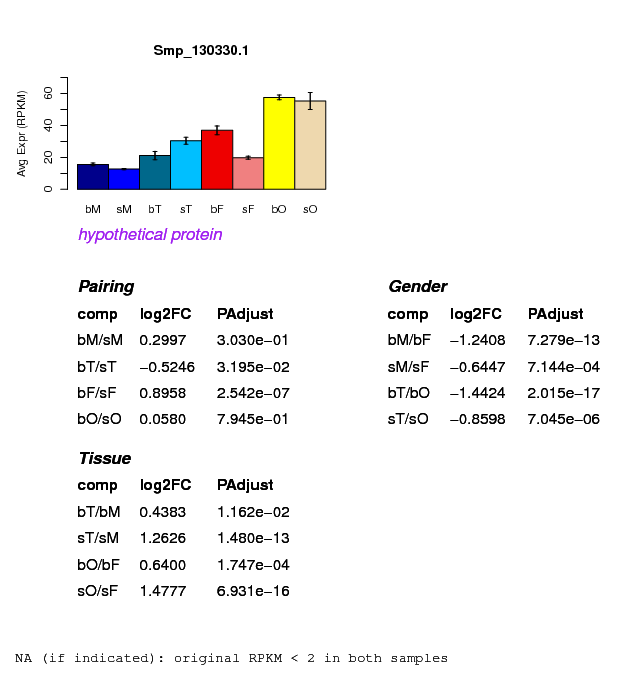 Smp_130330.1
Avg Expr (RPKM)
0 20 40 60
bM sM bT sT bF sF bO sO
hypothetical protein
Pairing
comp log2FC PAdjust
bM/sM 0.2997 3.030e−01
bT/sT −0.5246 3.195e−02
bF/sF 0.8958 2.542e−07
bO/sO 0.0580 7.945e−01
Gender
comp log2FC PAdjust
bM/bF −1.2408 7.279e−13
sM/sF −0.6447 7.144e−04
bT/bO −1.4424 2.015e−17
sT/sO −0.8598 7.045e−06
Tissue
comp log2FC PAdjust
bT/bM 0.4383 1.162e−02
sT/sM 1.2626 1.480e−13
bO/bF 0.6400 1.747e−04
sO/sF 1.4777 6.931e−16
NA (if indicated): original RPKM < 2 in both samples